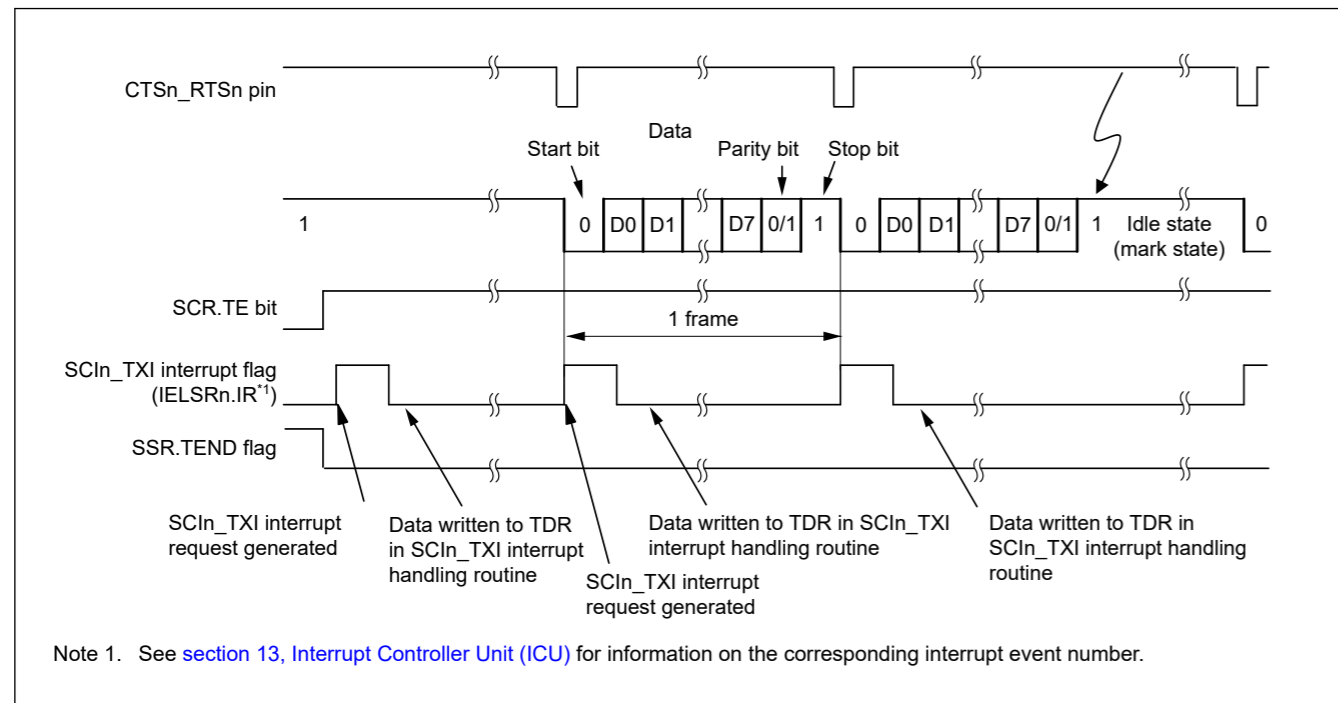 CTSn_RTSn pin
Data
Start bit
Parity bit
Stop bit
1
0
D0
D1
D7
0/1
1
0
D0
D1
D7
0/1
1
Idle state
(mark state)
0
SCR.TE bit
1 frame
SCIn_TXI interrupt flag
(IELSRn.IR*1)
SSR.TEND flag
SCIn_TXI interrupt
request generated
Data written to TDR
in SCIn_TXI interrupt
handling routine
SCIn_TXI interrupt
request generated
Data written to TDR in SCIn_TXI
interrupt handling routine
Data written to TDR in
SCIn_TXI interrupt handling
routine
Note 1. See section 13, Interrupt Controller Unit (ICU) for information on the corresponding interrupt event number.